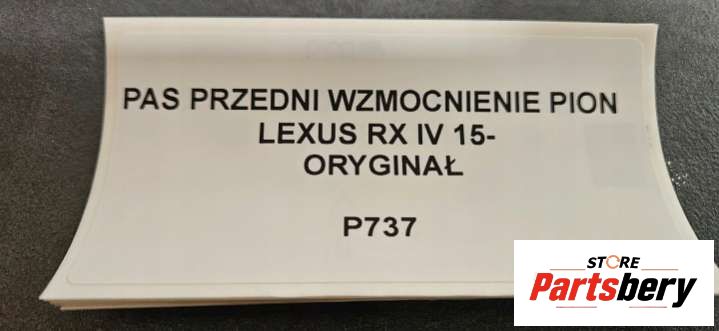 PAS PRZEDNI WZMOCNIENIE PION
LEXUS RX IV 15-
ORYGINAŁ
P737
STORE
Partsbery